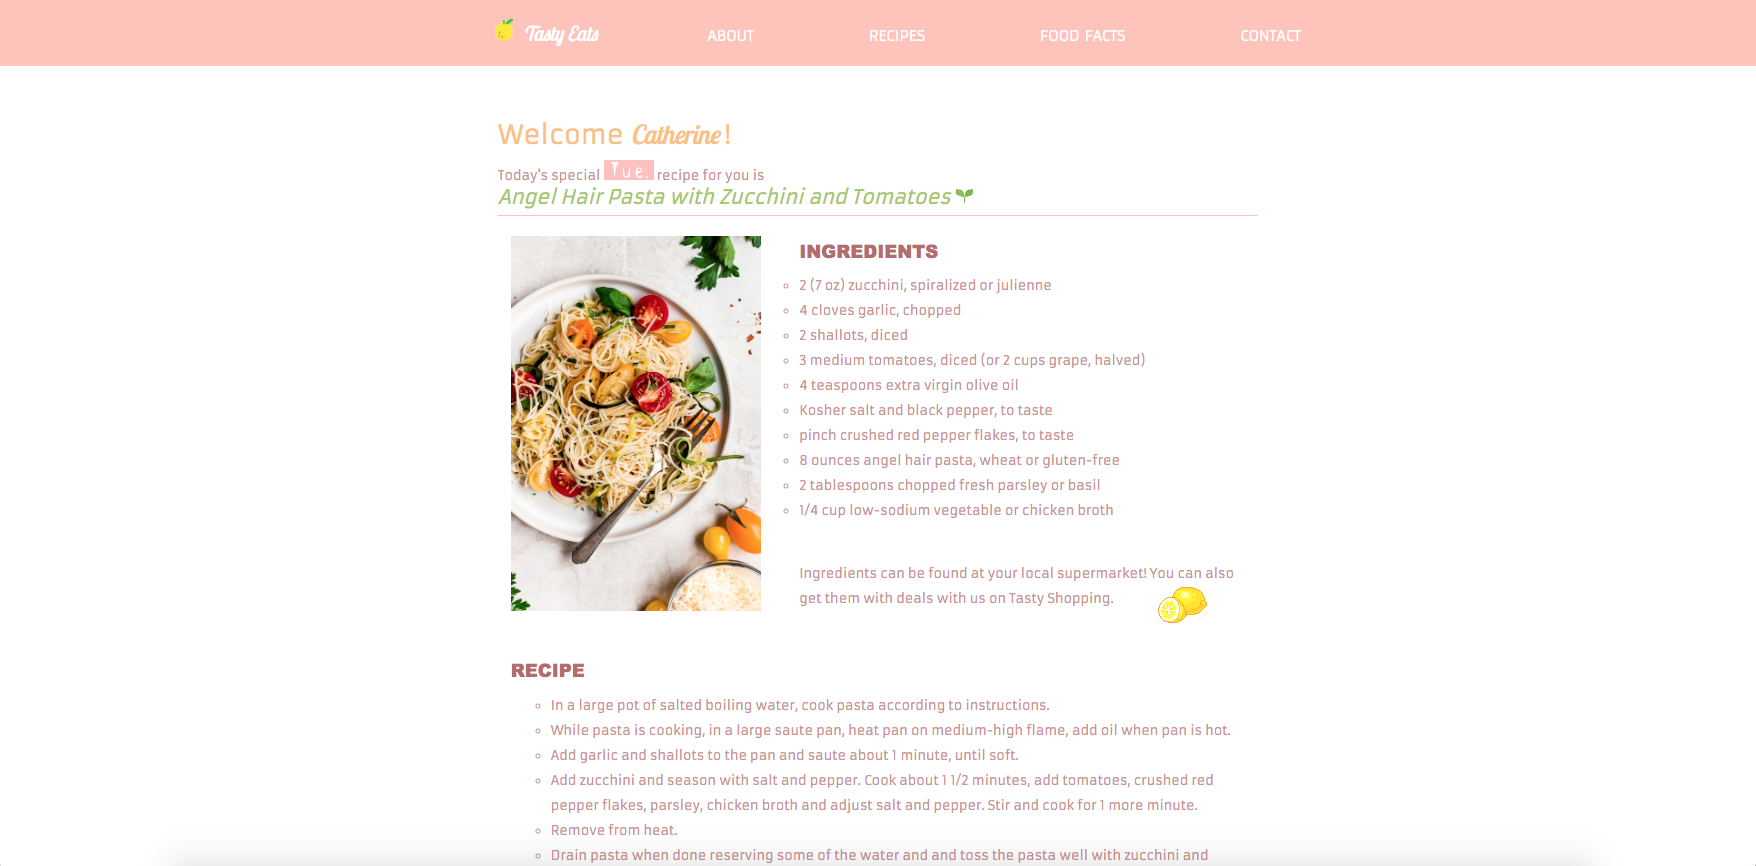 Tasty Eats ABOUT RECIPES FOOD FACTS CONTACT
Welcome Catherine!
Today's special Tue. recipe for you is
Angel Hair Pasta with Zucchini and Tomatoes
INGREDIENTS
2 (7 oz) zucchini, spiralized or julienne
4 cloves garlic, chopped
2 shallots, diced
3 medium tomatoes, diced (or 2 cups grape, halved)
4 teaspoons extra virgin olive oil
Kosher salt and black pepper, to taste
pinch crushed red pepper flakes, to taste
8 ounces angel hair pasta, wheat or gluten-free
2 tablespoons chopped fresh parsley or basil
1/4 cup low-sodium vegetable or chicken broth
Ingredients can be found at your local supermarket! You can also
get them with deals with us on Tasty Shopping.
RECIPE
In a large pot of salted boiling water, cook pasta according to instructions.
While pasta is cooking, in a large saute pan, heat pan on medium-high flame, add oil when pan is hot.
Add garlic and shallots to the pan and saute about 1 minute, until soft.
Add zucchini and season with salt and pepper. Cook about 1 1/2 minutes, add tomatoes, crushed red
pepper flakes, parsley, chicken broth and adjust salt and pepper. Stir and cook for 1 more minute.
Remove from heat.
Drain pasta when done reserving some of the water and and toss the pasta well with zucchini and